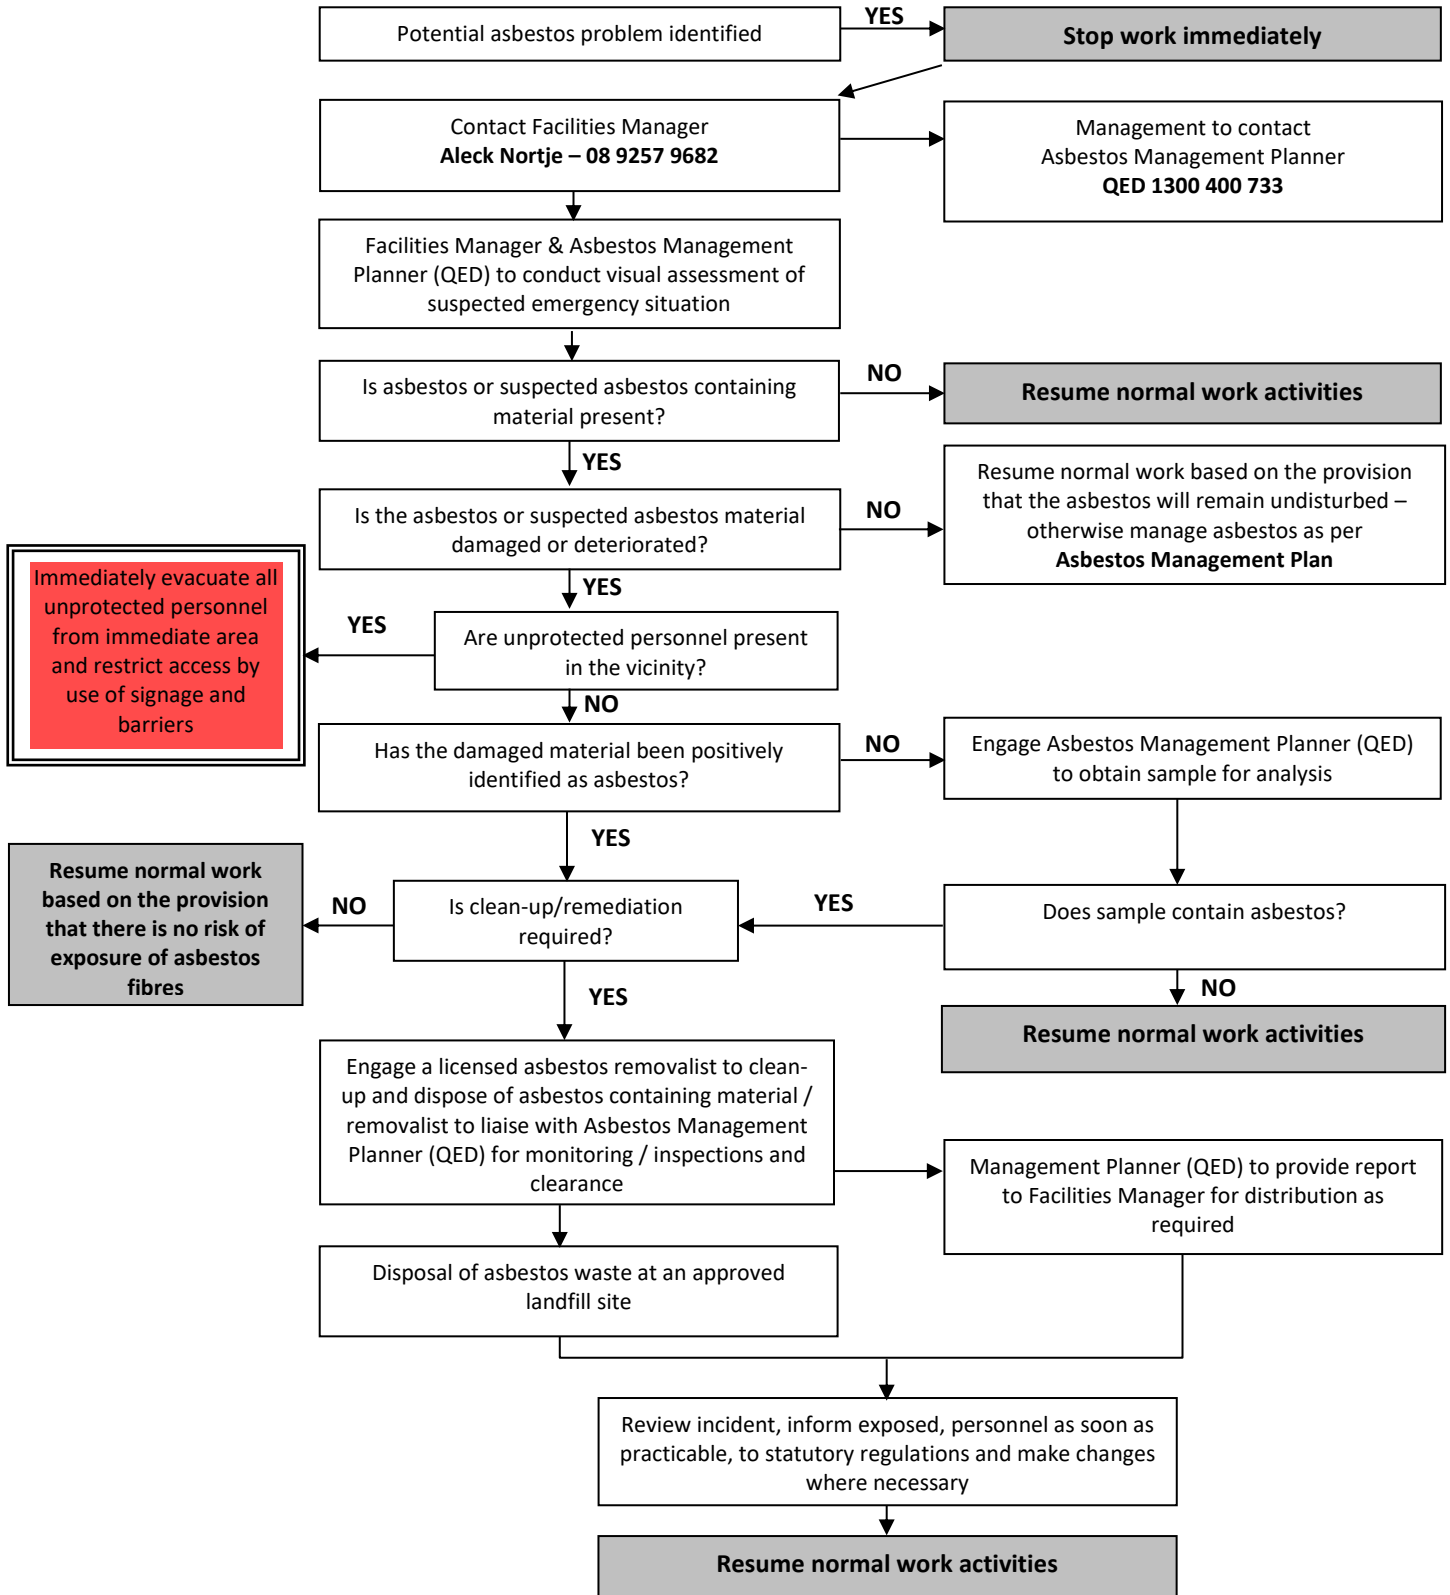 Potential asbestos problem identified
YES
Stop work immediately
Contact Facilities Manager
Aleck Nortje – 08 9257 9682
Management to contact
Asbestos Management Planner
QED 1300 400 733
Facilities Manager & Asbestos Management
Planner (QED) to conduct visual assessment of
suspected emergency situation
Is asbestos or suspected asbestos containing
material present?
NO
Resume normal work activities
YES
Is the asbestos or suspected asbestos material
damaged or deteriorated?
NO
Resume normal work based on the provision
that the asbestos will remain undisturbed –
otherwise manage asbestos as per
Asbestos Management Plan
YES
Are unprotected personnel present
in the vicinity?
YES
Immediately evacuate all
unprotected personnel
from immediate area
and restrict access by
use of signage and
barriers
NO
Has the damaged material been positively
identified as asbestos?
NO
Engage Asbestos Management Planner (QED)
to obtain sample for analysis
YES
Is clean-up/remediation
required?
NO
Resume normal work
based on the provision
that there is no risk of
exposure of asbestos
fibres
YES
Does sample contain asbestos?
NO
Resume normal work activities
YES
Engage a licensed asbestos removalist to clean-
up and dispose of asbestos containing material /
removalist to liaise with Asbestos Management
Planner (QED) for monitoring / inspections and
clearance
Management Planner (QED) to provide report
to Facilities Manager for distribution as
required
Disposal of asbestos waste at an approved
landfill site
Review incident, inform exposed, personnel as soon as
practicable, to statutory regulations and make changes
where necessary
Resume normal work activities